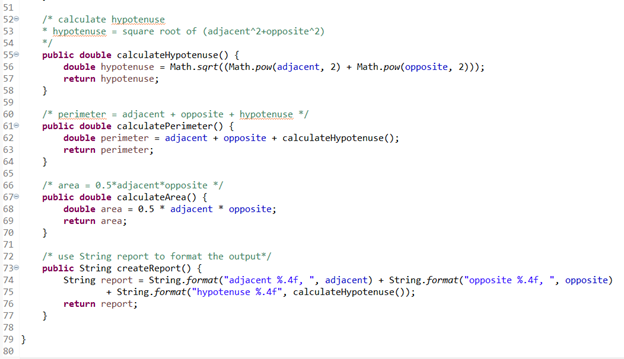 51
52 /* calculate hypotenuse
53 * hypotenuse = square root of (adjacent^2+opposite^2)
54 */
55 public double calculateHypotenuse() {
56 double hypotenuse = Math.sqrt((Math.pow(adjacent, 2) + Math.pow(opposite, 2)));
57 return hypotenuse;
58 }
59
60 /* perimeter = adjacent + opposite + hypotenuse */
61 public double calculatePerimeter() {
62 double perimeter = adjacent + opposite + calculateHypotenuse();
63 return perimeter;
64 }
65
66 /* area = 0.5*adjacent*opposite */
67 public double calculateArea() {
68 double area = 0.5 * adjacent * opposite;
69 return area;
70 }
71
72 /* use String report to format the output*/
73 public String createReport() {
74 String report = String.format("adjacent %.4f, ", adjacent) + String.format("opposite %.4f, ", opposite)
75 + String.format("hypotenuse %.4f", calculateHypotenuse());
76 return report;
77 }
78
79 }
80